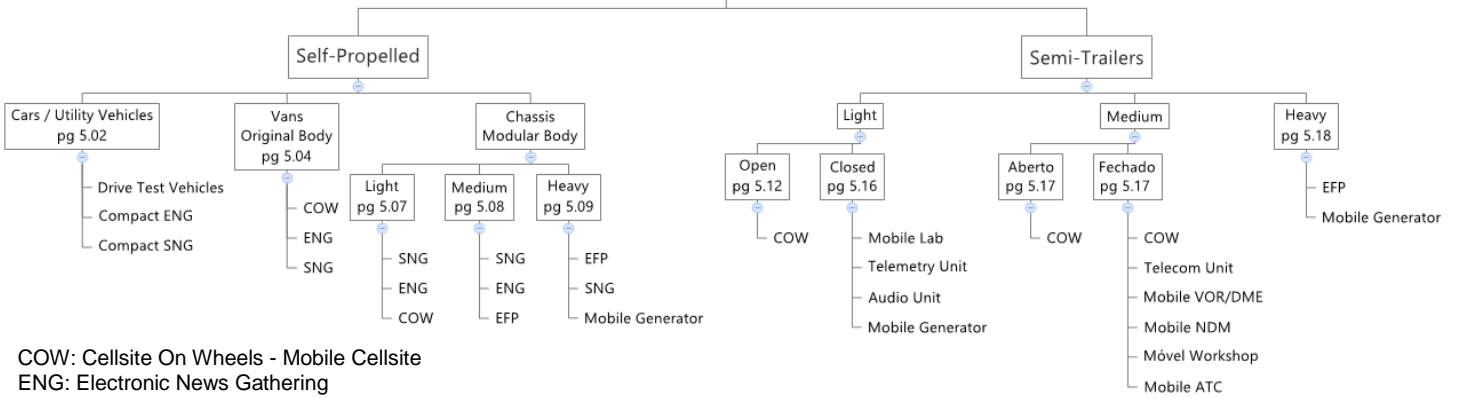 Self-Propelled
Semi-Trailers
Cars / Utility Vehicles
pg 5.02
Drive Test Vehicles
Compact ENG
Compact SNG
Vans
Original Body
pg 5.04
COW
ENG
SNG
Chassis
Modular Body
Light
pg 5.07
SNG
ENG
COW
Medium
pg 5.08
SNG
ENG
EFP
Heavy
pg 5.09
EFP
SNG
Mobile Generator
Light
Open
pg 5.12
COW
Closed
pg 5.16
Mobile Lab
Telemetry Unit
Audio Unit
Mobile Generator
Medium
Aberto
pg 5.17
COW
Fechado
pg 5.17
COW
Telecom Unit
Mobile VOR/DME
Mobile NDM
Móvel Workshop
Mobile ATC
Heavy
pg 5.18
EFP
Mobile Generator
COW: Cellsite On Wheels - Mobile Cellsite
ENG: Electronic News Gathering